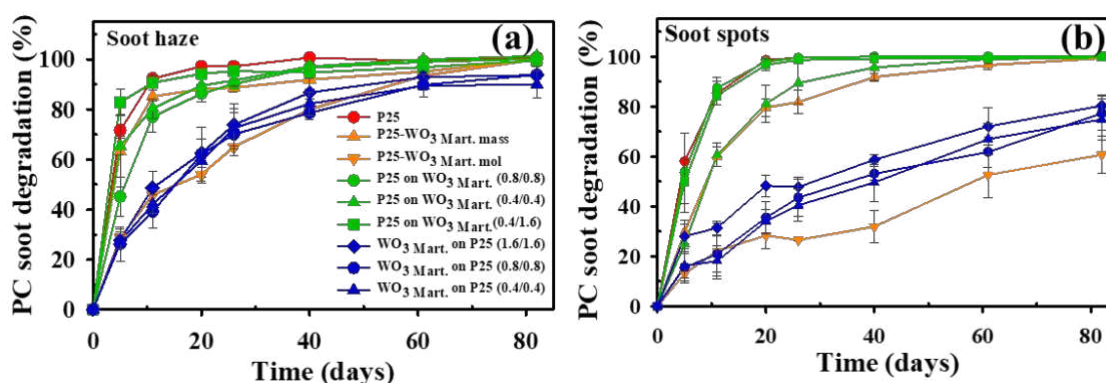 PC soot degradation (%)
100
80
60
40
20
0
Soot haze
(a)
P25
P25-WO3 Mart. mass
P25-WO3 Mart. mol
P25 on WO3 Mart. (0.8/0.8)
P25 on WO3 Mart. (0.4/0.4)
P25 on WO3 Mart.(0.4/1.6)
WO3 Mart. on P25 (1.6/1.6)
WO3 Mart. on P25 (0.8/0.8)
WO3 Mart. on P25 (0.4/0.4)
0 20 40 60 80
Time (days)
PC soot degradation (%)
100
80
60
40
20
0
Soot spots
(b)
0 20 40 60 80
Time (days)